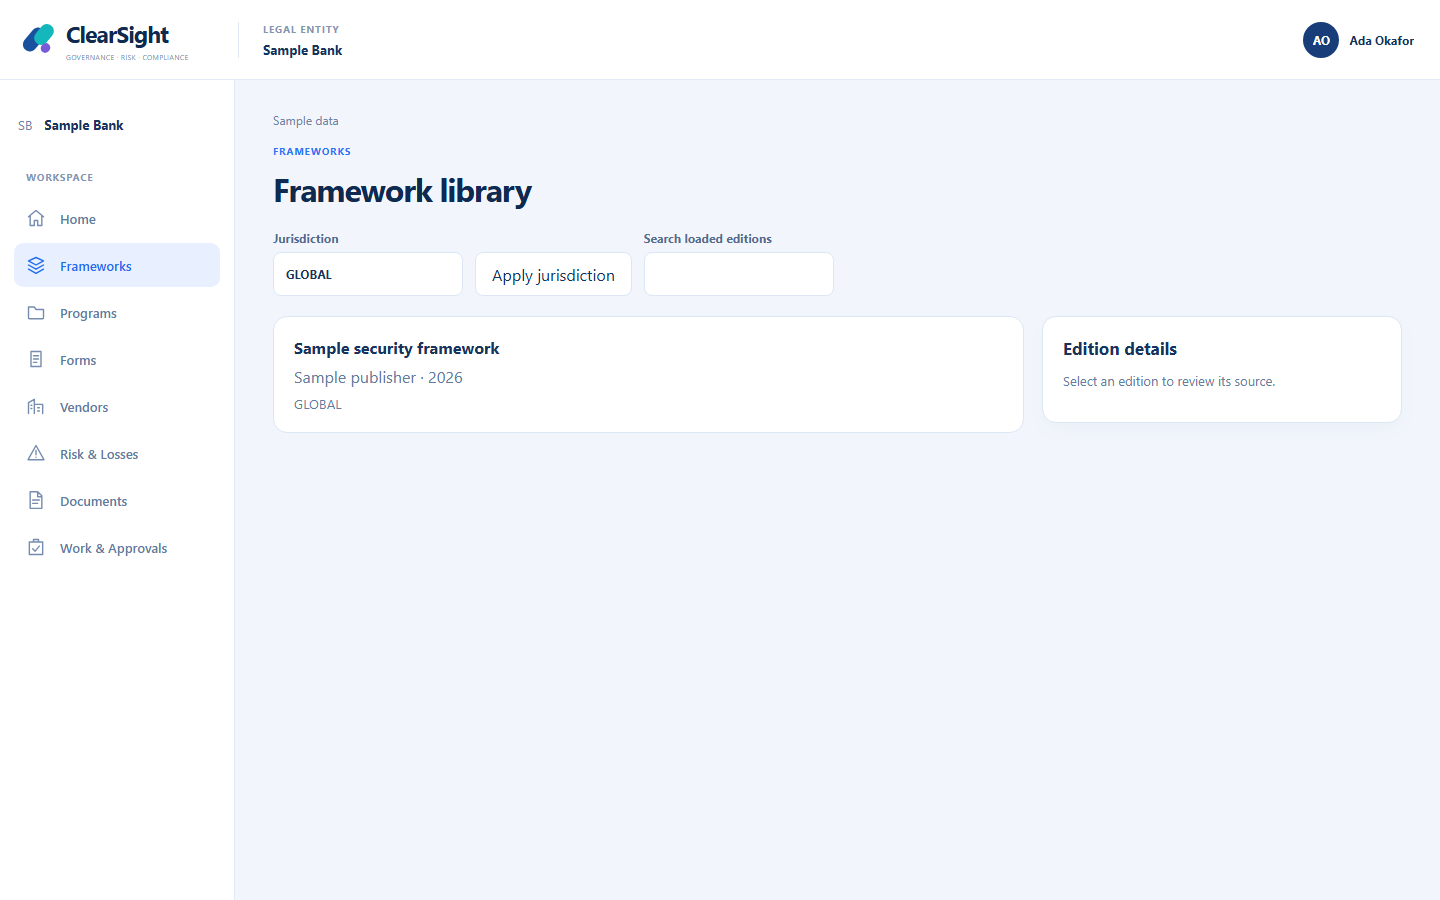 ClearSight
GOVERNANCE · RISK · COMPLIANCE
LEGAL ENTITY
Sample Bank
AO
Ada Okafor
SB
Sample Bank
WORKSPACE
Home
Frameworks
Programs
Forms
Vendors
Risk & Losses
Documents
Work & Approvals
Sample data
FRAMEWORKS
Framework library
Jurisdiction
GLOBAL
Apply jurisdiction
Search loaded editions
Sample security framework
Sample publisher · 2026
GLOBAL
Edition details
Select an edition to review its source.